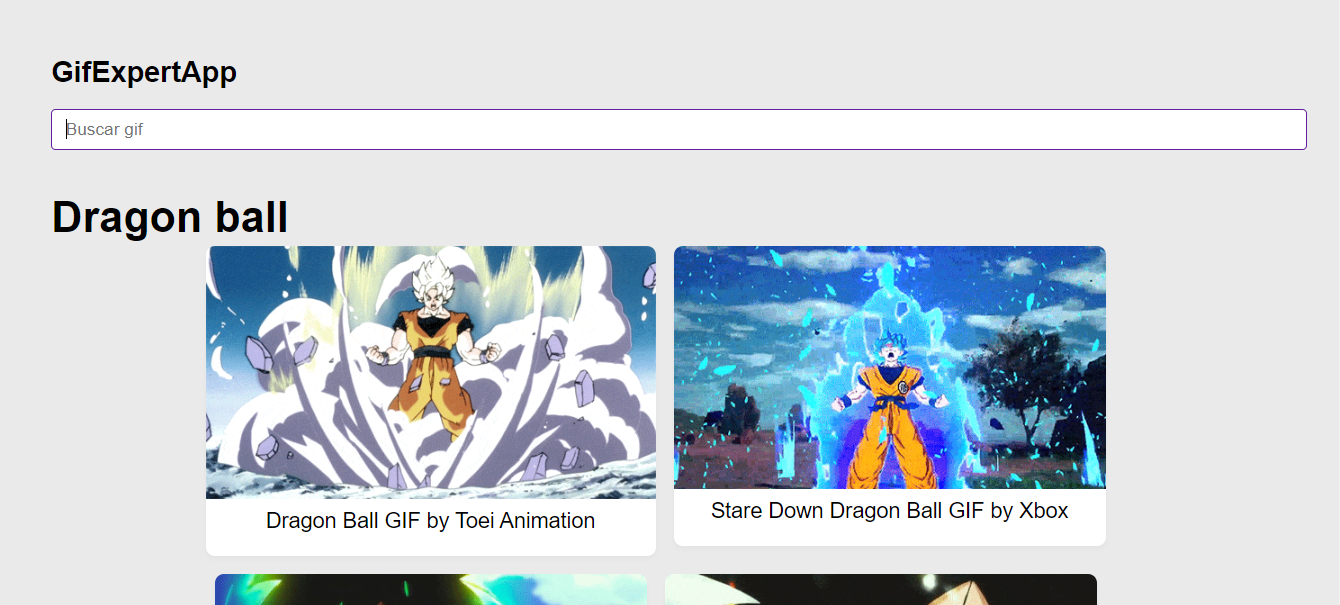 GifExpertApp
Buscar gif
Dragon ball
Dragon Ball GIF by Toei Animation
Stare Down Dragon Ball GIF by Xbox